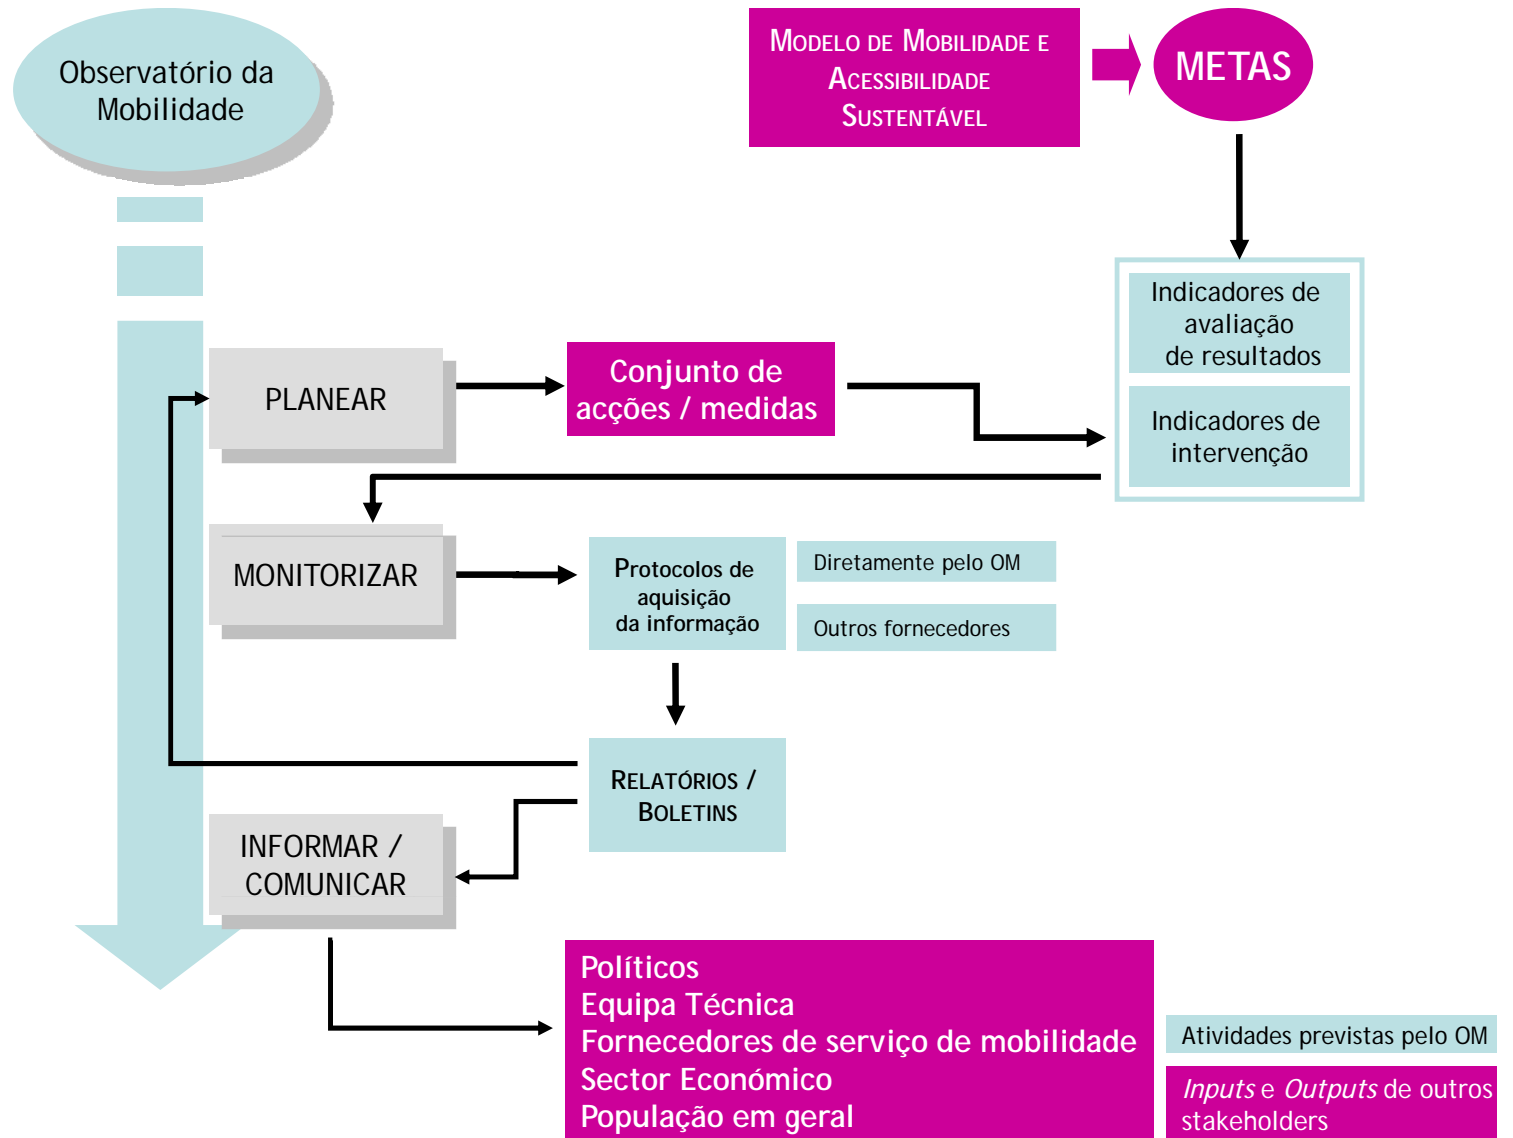 Observatório da
Mobilidade
MODELO DE MOBILIDADE E
ACESSIBILIDADE
SUSTENTÁVEL
METAS
Indicadores de
avaliação
de resultados
Indicadores de
intervenção
PLANEAR
Conjunto de
acções / medidas
MONITORIZAR
Protocolos de
aquisição
da informação
Diretamente pelo OM
Outros fornecedores
RELATÓRIOS /
BOLETINS
INFORMAR /
COMUNICAR
Políticos
Equipa Técnica
Fornecedores de serviço de mobilidade
Sector Económico
População em geral
Atividades previstas pelo OM
Inputs e Outputs de outros
stakeholders